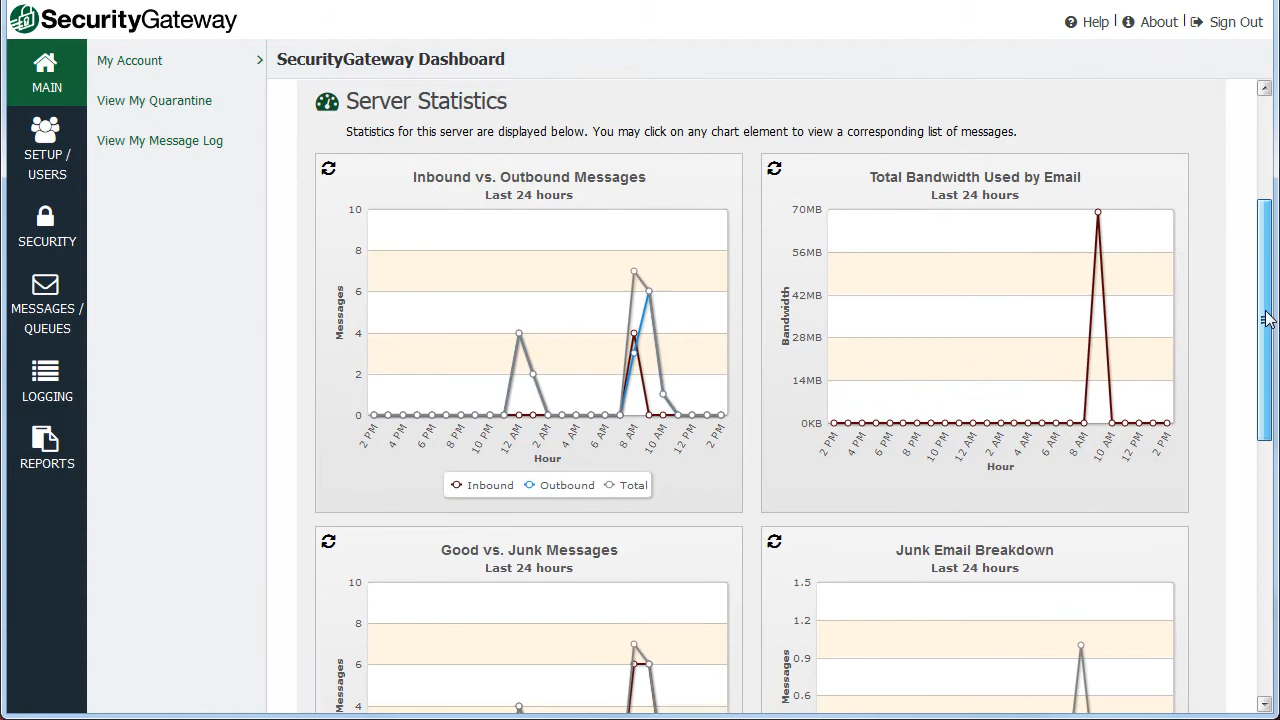 SecurityGateway
Help | About | Sign Out
MAIN
SETUP /
USERS
SECURITY
MESSAGES /
QUEUES
LOGGING
REPORTS
My Account
View My Quarantine
View My Message Log
SecurityGateway Dashboard
Server Statistics
Statistics for this server are displayed below. You may click on any chart element to view a corresponding list of messages.
Inbound vs. Outbound Messages
Last 24 hours
10
8
6
4
2
0
Messages
2 PM 4 PM 6 PM 8 PM 10 PM 12 AM 2 AM 4 AM 6 AM 8 AM 10 AM 12 PM 2 PM
Hour
Inbound Outbound Total
Total Bandwidth Used by Email
Last 24 hours
70MB
56MB
42MB
28MB
14MB
0KB
Bandwidth
2 PM 4 PM 6 PM 8 PM 10 PM 12 AM 2 AM 4 AM 6 AM 8 AM 10 AM 12 PM 2 PM
Hour
Good vs. Junk Messages
Last 24 hours
10
8
6
4
Messages
Junk Email Breakdown
Last 24 hours
1.5
1.2
0.9
0.6
Messages